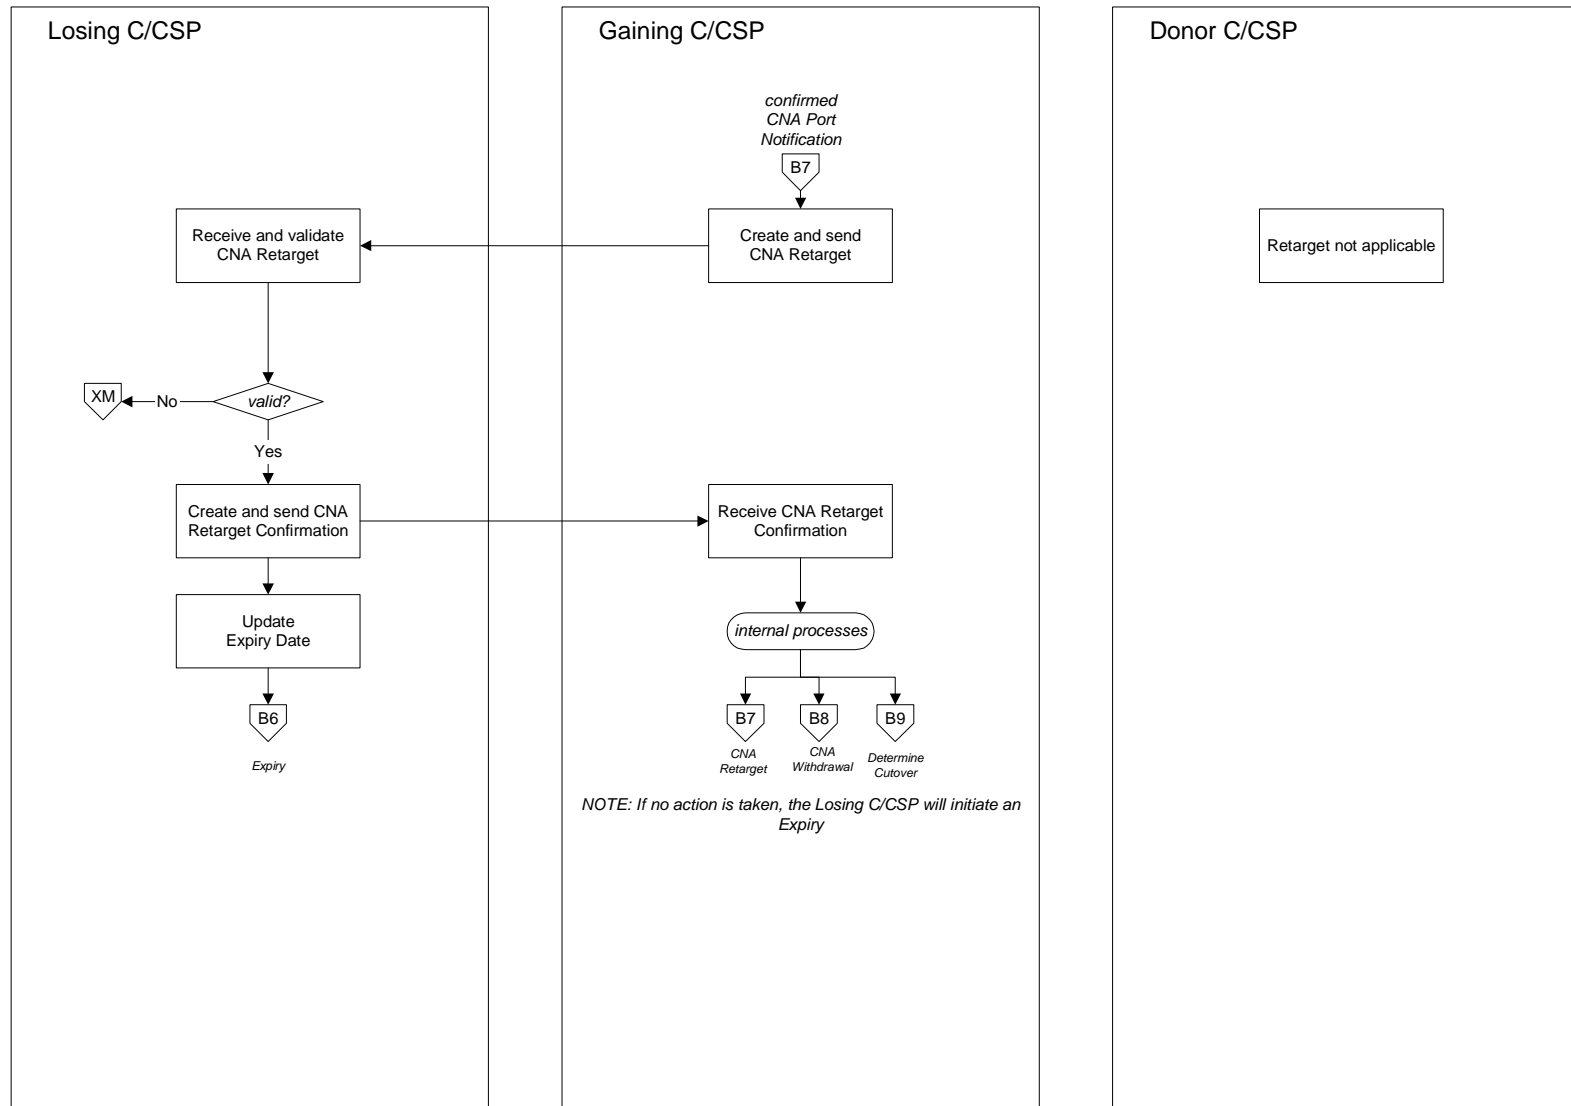 Losing C/CSP
Gaining C/CSP
Donor C/CSP
confirmed
CNA Port
Notification
B7
Receive and validate
CNA Retarget
Create and send
CNA Retarget
Retarget not applicable
XM
No
valid?
Yes
Create and send CNA
Retarget Confirmation
Receive CNA Retarget
Confirmation
Update
Expiry Date
internal processes
B6
Expiry
B7
CNA
Retarget
B8
CNA
Withdrawal
B9
Determine
Cutover
NOTE: If no action is taken, the Losing C/CSP will initiate an
Expiry